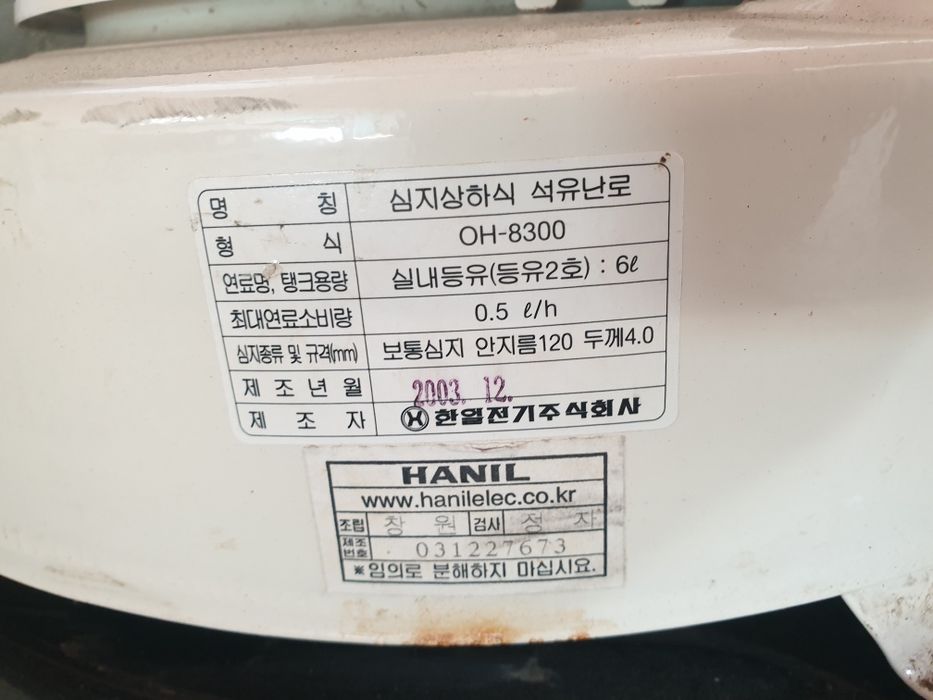 명 칭 심지상하식 석유난로
형 식 OH-8300
연료명, 탱크용량 실내등유(등유2호) : 6ℓ
최대연료소비량 0.5 ℓ/h
심지종류 및 규격(mm) 보통심지 안지름120 두께4.0
제 조 년 월 2003. 12.
제 조 자 한일전기주식회사
HANIL
www.hanilelec.co.kr
조립 창 원 검사 정 자
제조번호 031227673
※임의로 분해하지 마십시요.